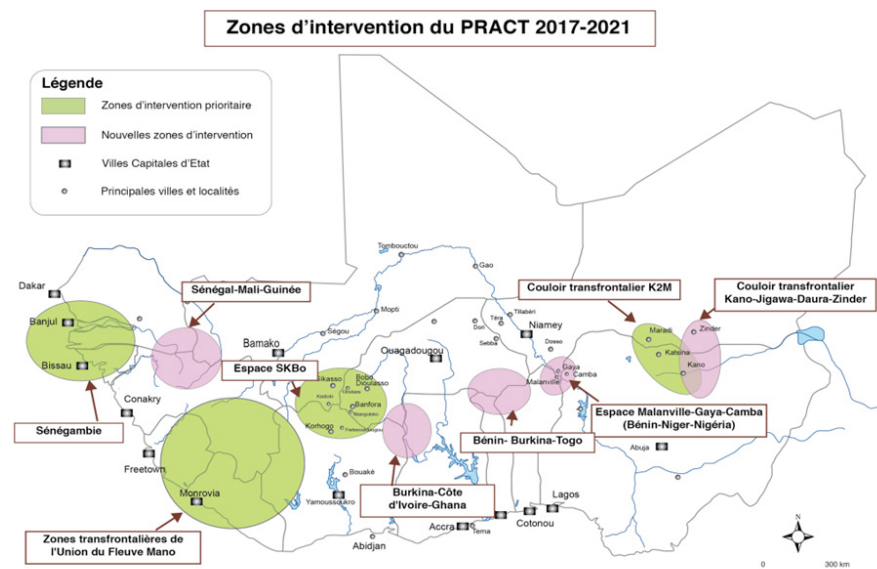 Zones d'intervention du PRACT 2017-2021
Légende
Zones d'intervention prioritaire
Nouvelles zones d'intervention
Villes Capitales d'Etat
Principales villes et localités
Tombouctou
Gao
Dakar
Sénégal-Mali-Guinée
Couloir transfrontalier K2M
Couloir transfrontalier
Kano-Jigawa-Daura-Zinder
Banjul
Mopti
Ségou
Tillabéri
Téra
Dori
Niamey
Sebba
Maradi
Zinder
Bamako
Ouagadougou
Dosso
Katsina
Bissau
Espace SKBo
Gaya
Kano
Camba
Malanville
Sikasso
Bobo
Dioulasso
Banfora
Conakry
Korhogo
Espace Malanville-Gaya-Camba
(Bénin-Niger-Nigéria)
Sénégambie
Bénin- Burkina-Togo
Abuja
Freetown
Bouaké
Monrovia
Yamoussoukro
Burkina-Côte
d'Ivoire-Ghana
Lagos
Cotonou
Accra
Tema
Zones transfrontalières de
l'Union du Fleuve Mano
Abidjan
N
0 300 km